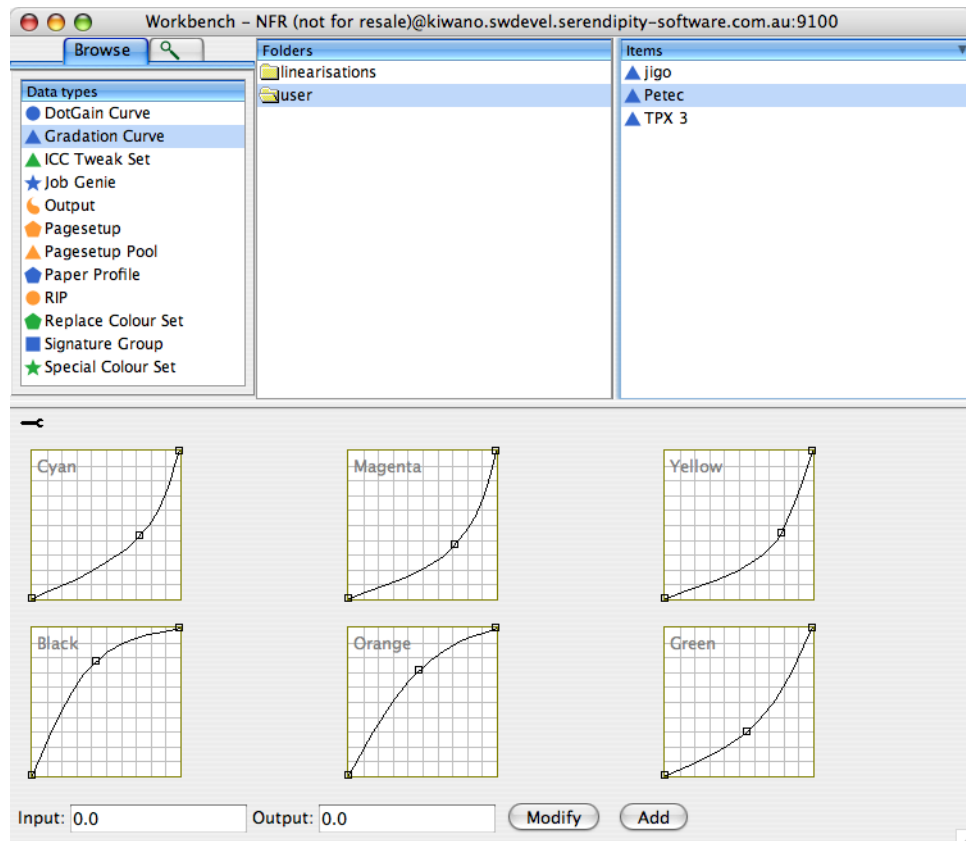 Workbench – NFR (not for resale)@kiwano.swdevel.serendipity-software.com.au:9100
Browse
Data types
DotGain Curve
Gradation Curve
ICC Tweak Set
Job Genie
Output
Pagesetup
Pagesetup Pool
Paper Profile
RIP
Replace Colour Set
Signature Group
Special Colour Set
Folders
linearisations
user
Items
jigo
Petec
TPX 3
Cyan
Magenta
Yellow
Black
Orange
Green
Input: 0.0
Output: 0.0
Modify
Add